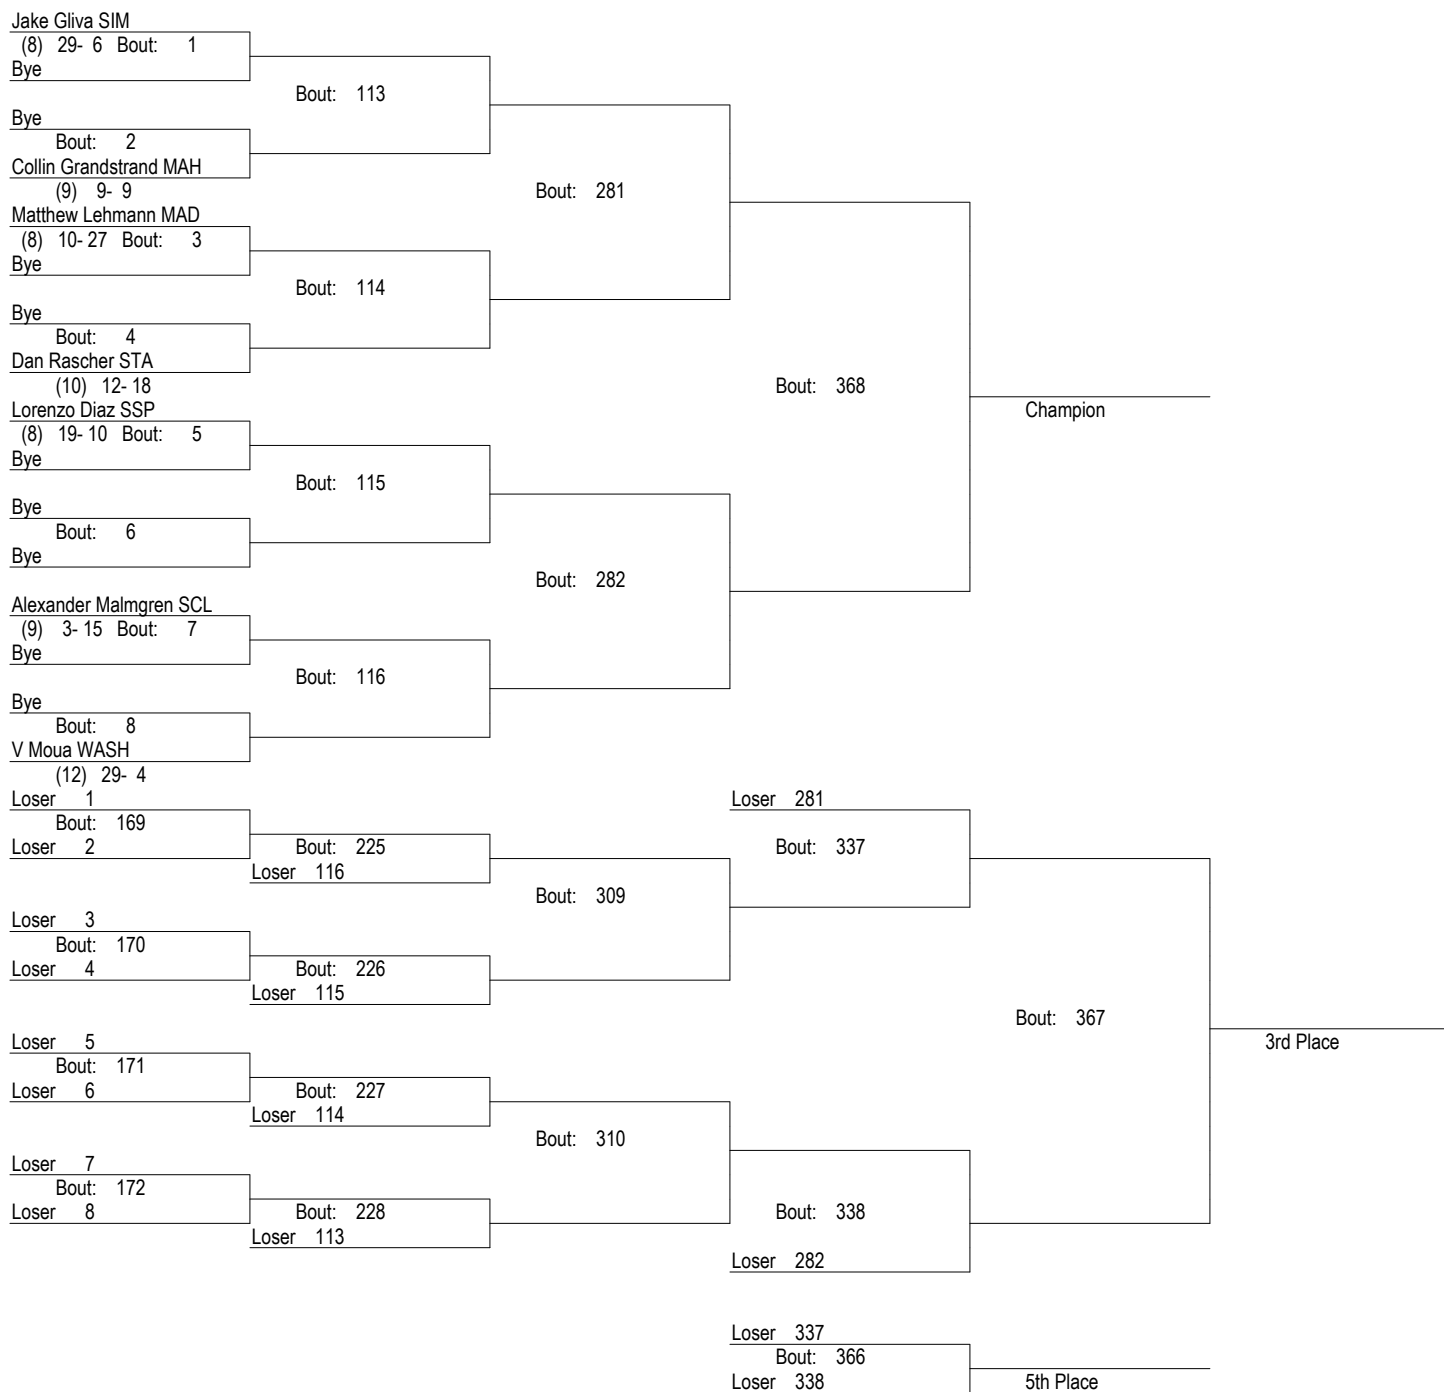 Jake Gliva SIM
(8) 29- 6 Bout: 1
Bye
Bout: 113
Bye
Bout: 2
Collin Grandstrand MAH
(9) 9- 9
Bout: 281
Matthew Lehmann MAD
(8) 10- 27 Bout: 3
Bye
Bout: 114
Bye
Bout: 4
Dan Rascher STA
(10) 12- 18
Bout: 368
Champion
Lorenzo Diaz SSP
(8) 19- 10 Bout: 5
Bye
Bout: 115
Bye
Bout: 6
Bye
Bout: 282
Alexander Malmgren SCL
(9) 3- 15 Bout: 7
Bye
Bout: 116
Bye
Bout: 8
V Moua WASH
(12) 29- 4
Loser 1
Bout: 169
Loser 2
Bout: 225
Loser 116
Loser 281
Bout: 337
Bout: 309
Loser 3
Bout: 170
Loser 4
Bout: 226
Loser 115
Bout: 367
3rd Place
Loser 5
Bout: 171
Loser 6
Bout: 227
Loser 114
Bout: 310
Loser 7
Bout: 172
Loser 8
Bout: 228
Loser 113
Bout: 338
Loser 282
Loser 337
Bout: 366
Loser 338
5th Place